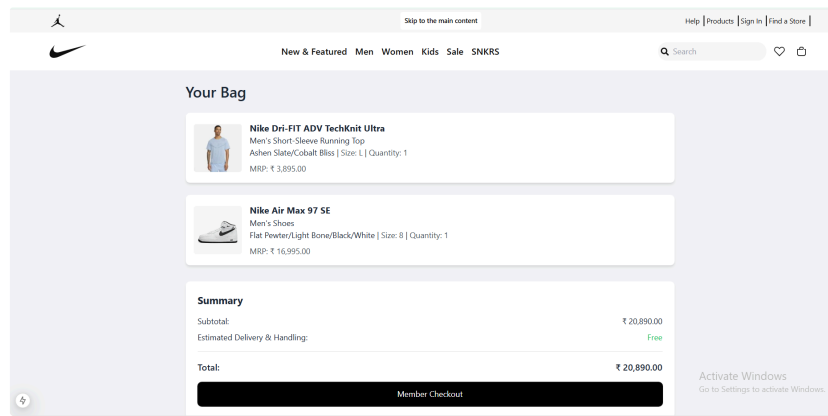 Skip to the main content
Help | Products | Sign In | Find a Store |
New & Featured Men Women Kids Sale SNKRS
Search
Your Bag
Nike Dri-FIT ADV TechKnit Ultra
Men's Short-Sleeve Running Top
Ashen Slate/Cobalt Bliss | Size: L | Quantity: 1
MRP: ₹ 3,895.00
Nike Air Max 97 SE
Men's Shoes
Flat Pewter/Light Bone/Black/White | Size: 8 | Quantity: 1
MRP: ₹ 16,995.00
Summary
Subtotal: ₹ 20,890.00
Estimated Delivery & Handling: Free
Total: ₹ 20,890.00
Member Checkout
Activate Windows
Go to Settings to activate Windows.